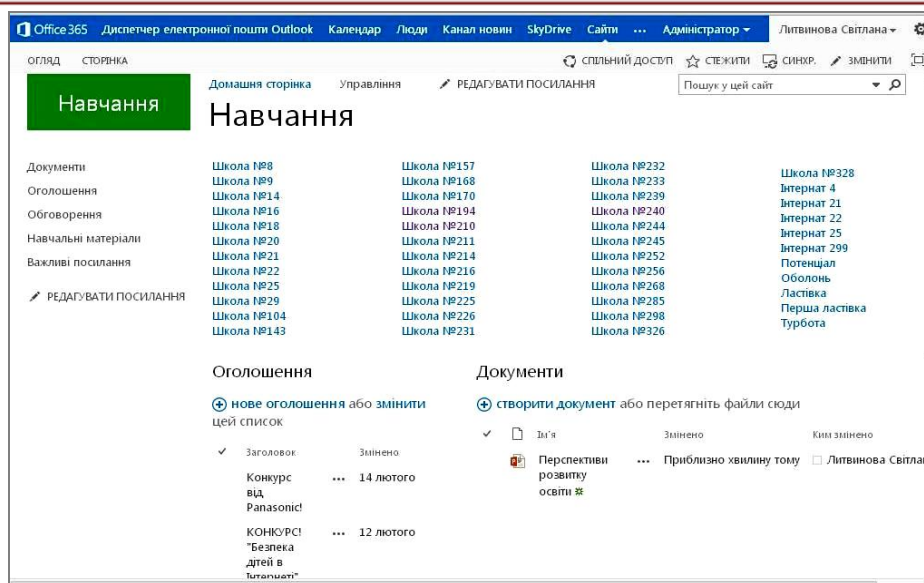 Office 365 Диспетчер електронної пошти Outlook Календар Люди Канал новин SkyDrive Сайти ... Адміністратор Литвинова Світлана
ОГЛЯД СТОРІНКА СПІЛЬНИЙ ДОСТУП СТЕЖИТИ СИНХР. ЗМІНИТИ
Навчання
Домашня сторінка Управління РЕДАГУВАТИ ПОСИЛАННЯ
Пошук у цей сайт
Навчання
Документи
Оголошення
Обговорення
Навчальні матеріали
Важливі посилання
РЕДАГУВАТИ ПОСИЛАННЯ
Школа №8
Школа №9
Школа №14
Школа №16
Школа №18
Школа №20
Школа №21
Школа №22
Школа №25
Школа №29
Школа №104
Школа №143
Школа №157
Школа №168
Школа №170
Школа №194
Школа №210
Школа №211
Школа №214
Школа №216
Школа №219
Школа №225
Школа №226
Школа №231
Школа №232
Школа №233
Школа №239
Школа №240
Школа №244
Школа №245
Школа №252
Школа №256
Школа №268
Школа №285
Школа №298
Школа №326
Школа №328
Інтернат 4
Інтернат 21
Інтернат 22
Інтернат 25
Інтернат 299
Потенціал
Оболонь
Ластівка
Перша ластівка
Турбота
Оголошення
нове оголошення або змінити
цей список
Заголовок Змінено
Конкурс ... 14 лютого
від
Panasonic!
КОНКУРС! ... 12 лютого
"Безпека
дітей в
Інтернеті"
Документи
створити документ або перетягніть файли сюди
Ім'я Змінено Ким змінено
Перспективи ... Приблизно хвилину тому Литвинова Світлан
розвитку
освіти